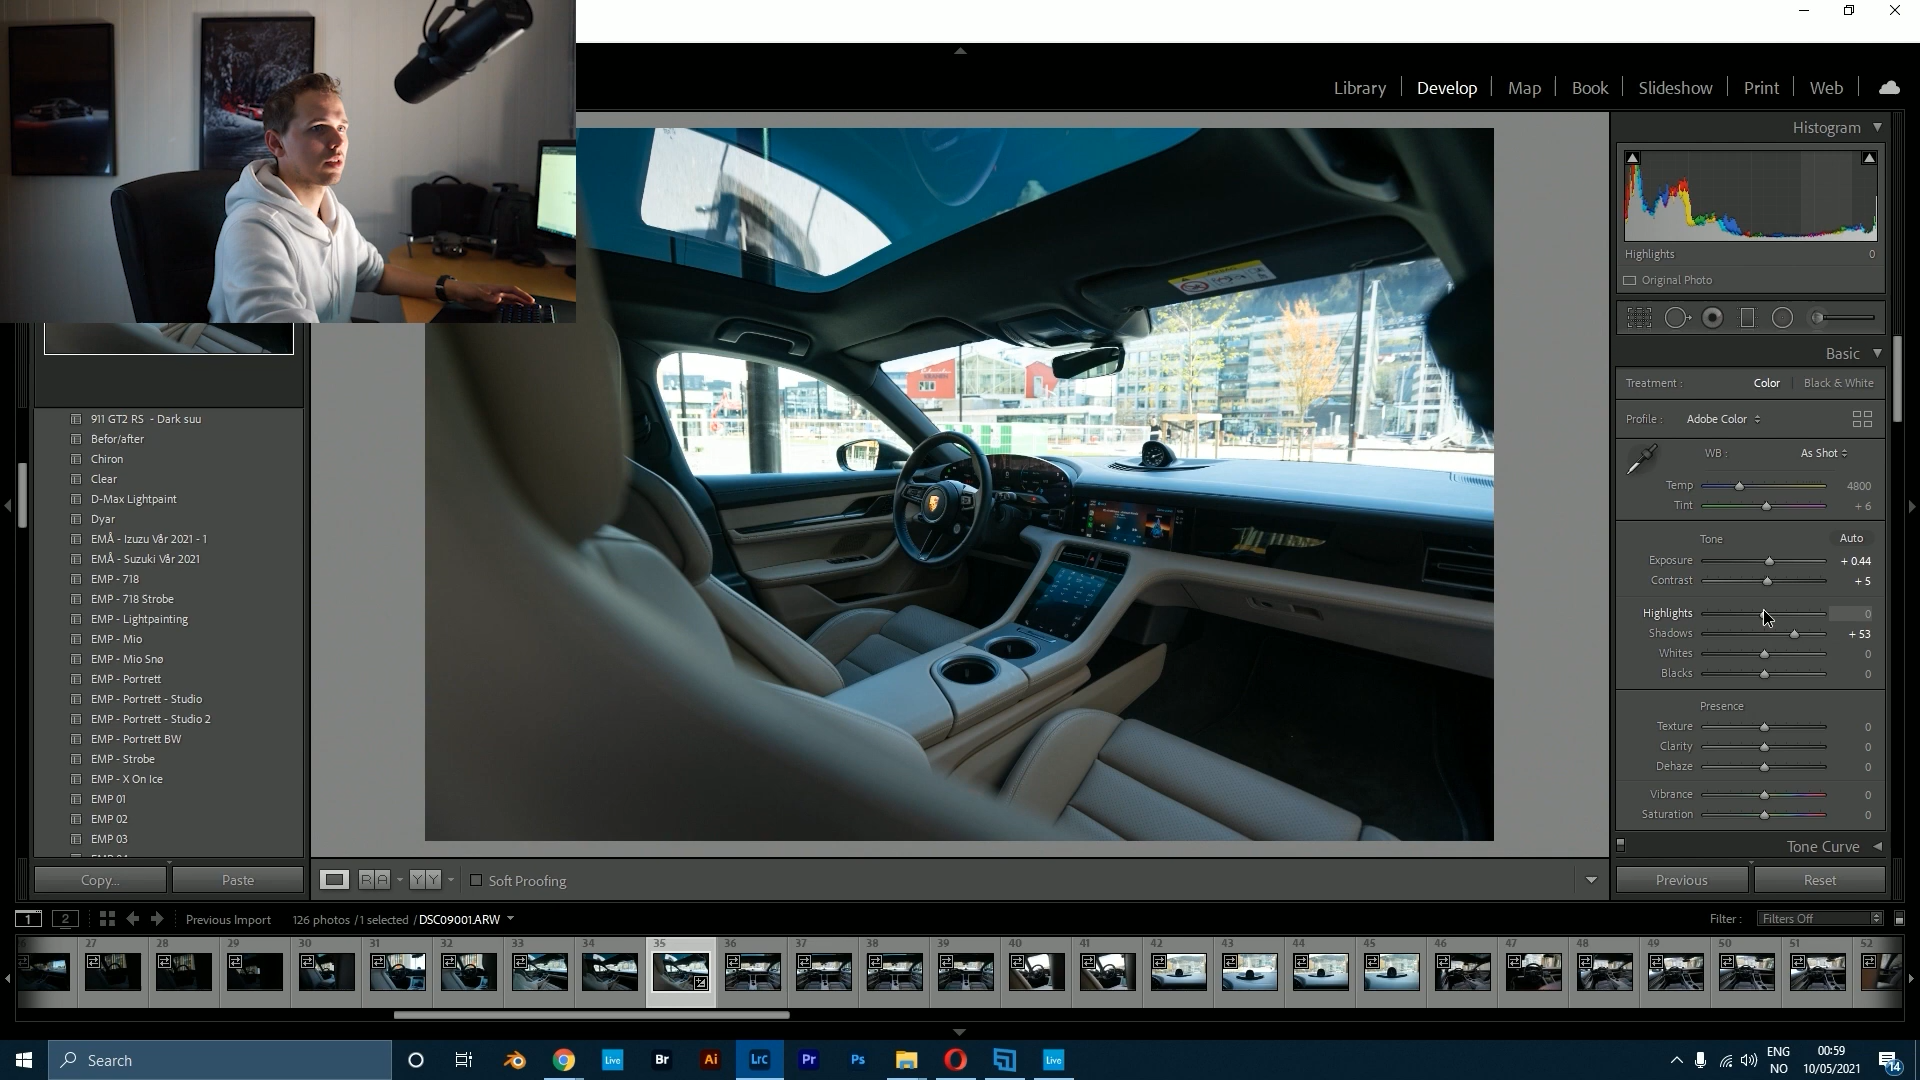 Library
Develop
Map
Book
Slideshow
Print
Web
Histogram
Highlights 0
Original Photo
Basic
Treatment : Color Black & White
Profile : Adobe Color
WB : As Shot
Temp 4800
Tint + 6
Tone Auto
Exposure + 0.44
Contrast + 5
Highlights 0
Shadows + 53
Whites 0
Blacks 0
Presence
Texture 0
Clarity 0
Dehaze 0
Vibrance 0
Saturation 0
Tone Curve
Previous Reset
911 GT2 RS - Dark suu
Befor/after
Chiron
Clear
D-Max Lightpaint
Dyar
EMÅ - Izuzu Vår 2021 - 1
EMÅ - Suzuki Vår 2021
EMP - 718
EMP - 718 Strobe
EMP - Lightpainting
EMP - Mio
EMP - Mio Snø
EMP - Portrett
EMP - Portrett - Studio
EMP - Portrett - Studio 2
EMP - Portrett BW
EMP - Strobe
EMP - X On Ice
EMP 01
EMP 02
EMP 03
Copy... Paste
R A Y Y Soft Proofing
1 2 Previous Import 126 photos / 1 selected / DSC09001.ARW Filter : Filters Off
27 28 29 30 31 32 33 34 35 36 37 38 39 40 41 42 43 44 45 46 47 48 49 50 51 52
Search
Live
Br
Ai
LrC
Pr
Ps
Live
ENG
NO
00:59
10/05/2021
14